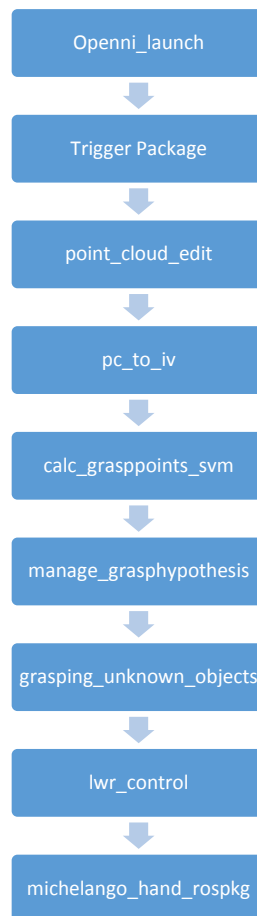 Openni_launch
Trigger Package
point_cloud_edit
pc_to_iv
calc_grasppoints_svm
manage_grasphypothesis
grasping_unknown_objects
lwr_control
michelango_hand_rospkg